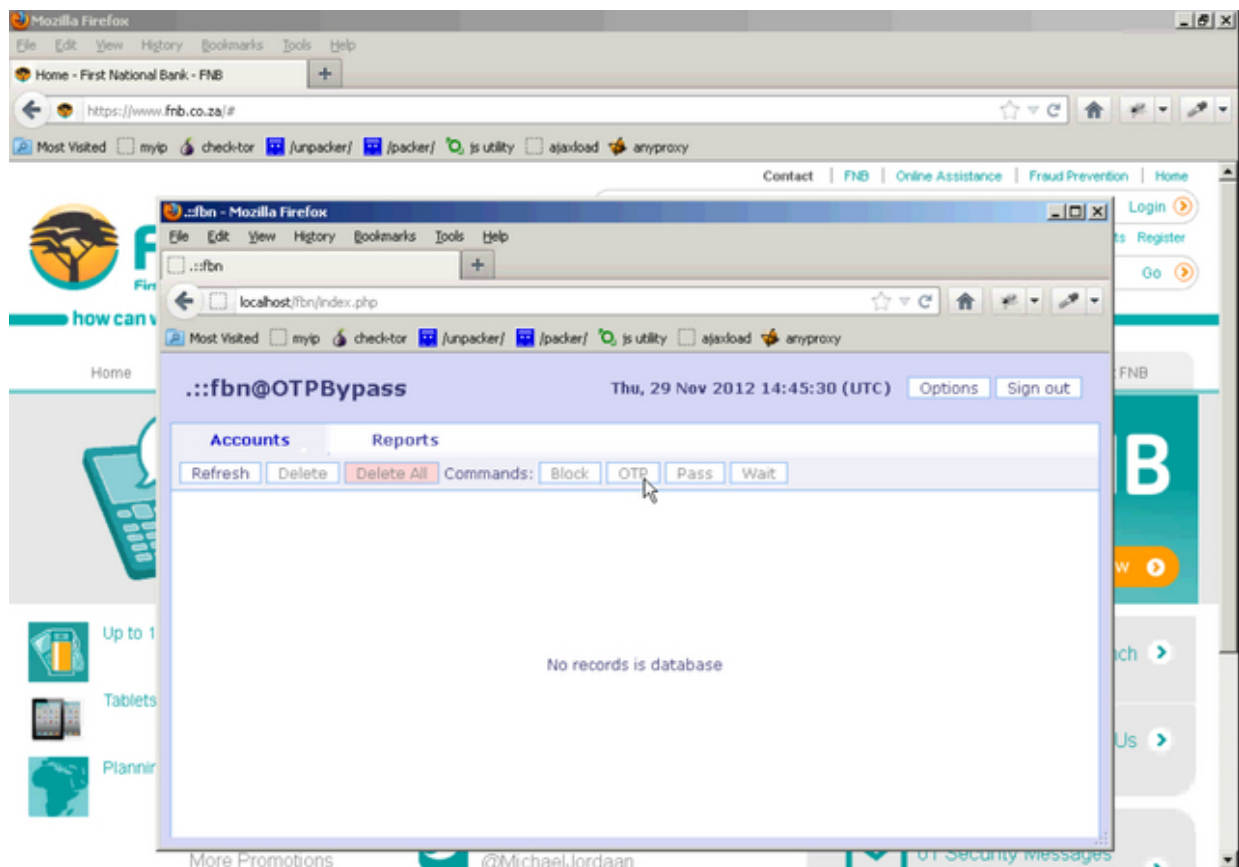 Mozilla Firefox
File Edit View History Bookmarks Tools Help
Home - First National Bank - FNB
https://www.fnb.co.za/#
Most Visited myip check-tor /unpacker/ /packer/ js utility ajaxload anyproxy
Contact | FNB | Online Assistance | Fraud Prevention | Home
Login
ts Register
Go
F
Fir
how can w
Home
: FNB
.::fbn - Mozilla Firefox
File Edit View History Bookmarks Tools Help
.::fbn
localhost/fbn/index.php
Most Visited myip check-tor /unpacker/ /packer/ js utility ajaxload anyproxy
.::fbn@OTPBypass Thu, 29 Nov 2012 14:45:30 (UTC) Options Sign out
Accounts Reports
Refresh Delete Delete All Commands: Block OTP Pass Wait
No records is database
B
w
Up to 1
Tablets
Plannin
nch
Us
More Promotions
@MichaelJordaan
01 Security Messages